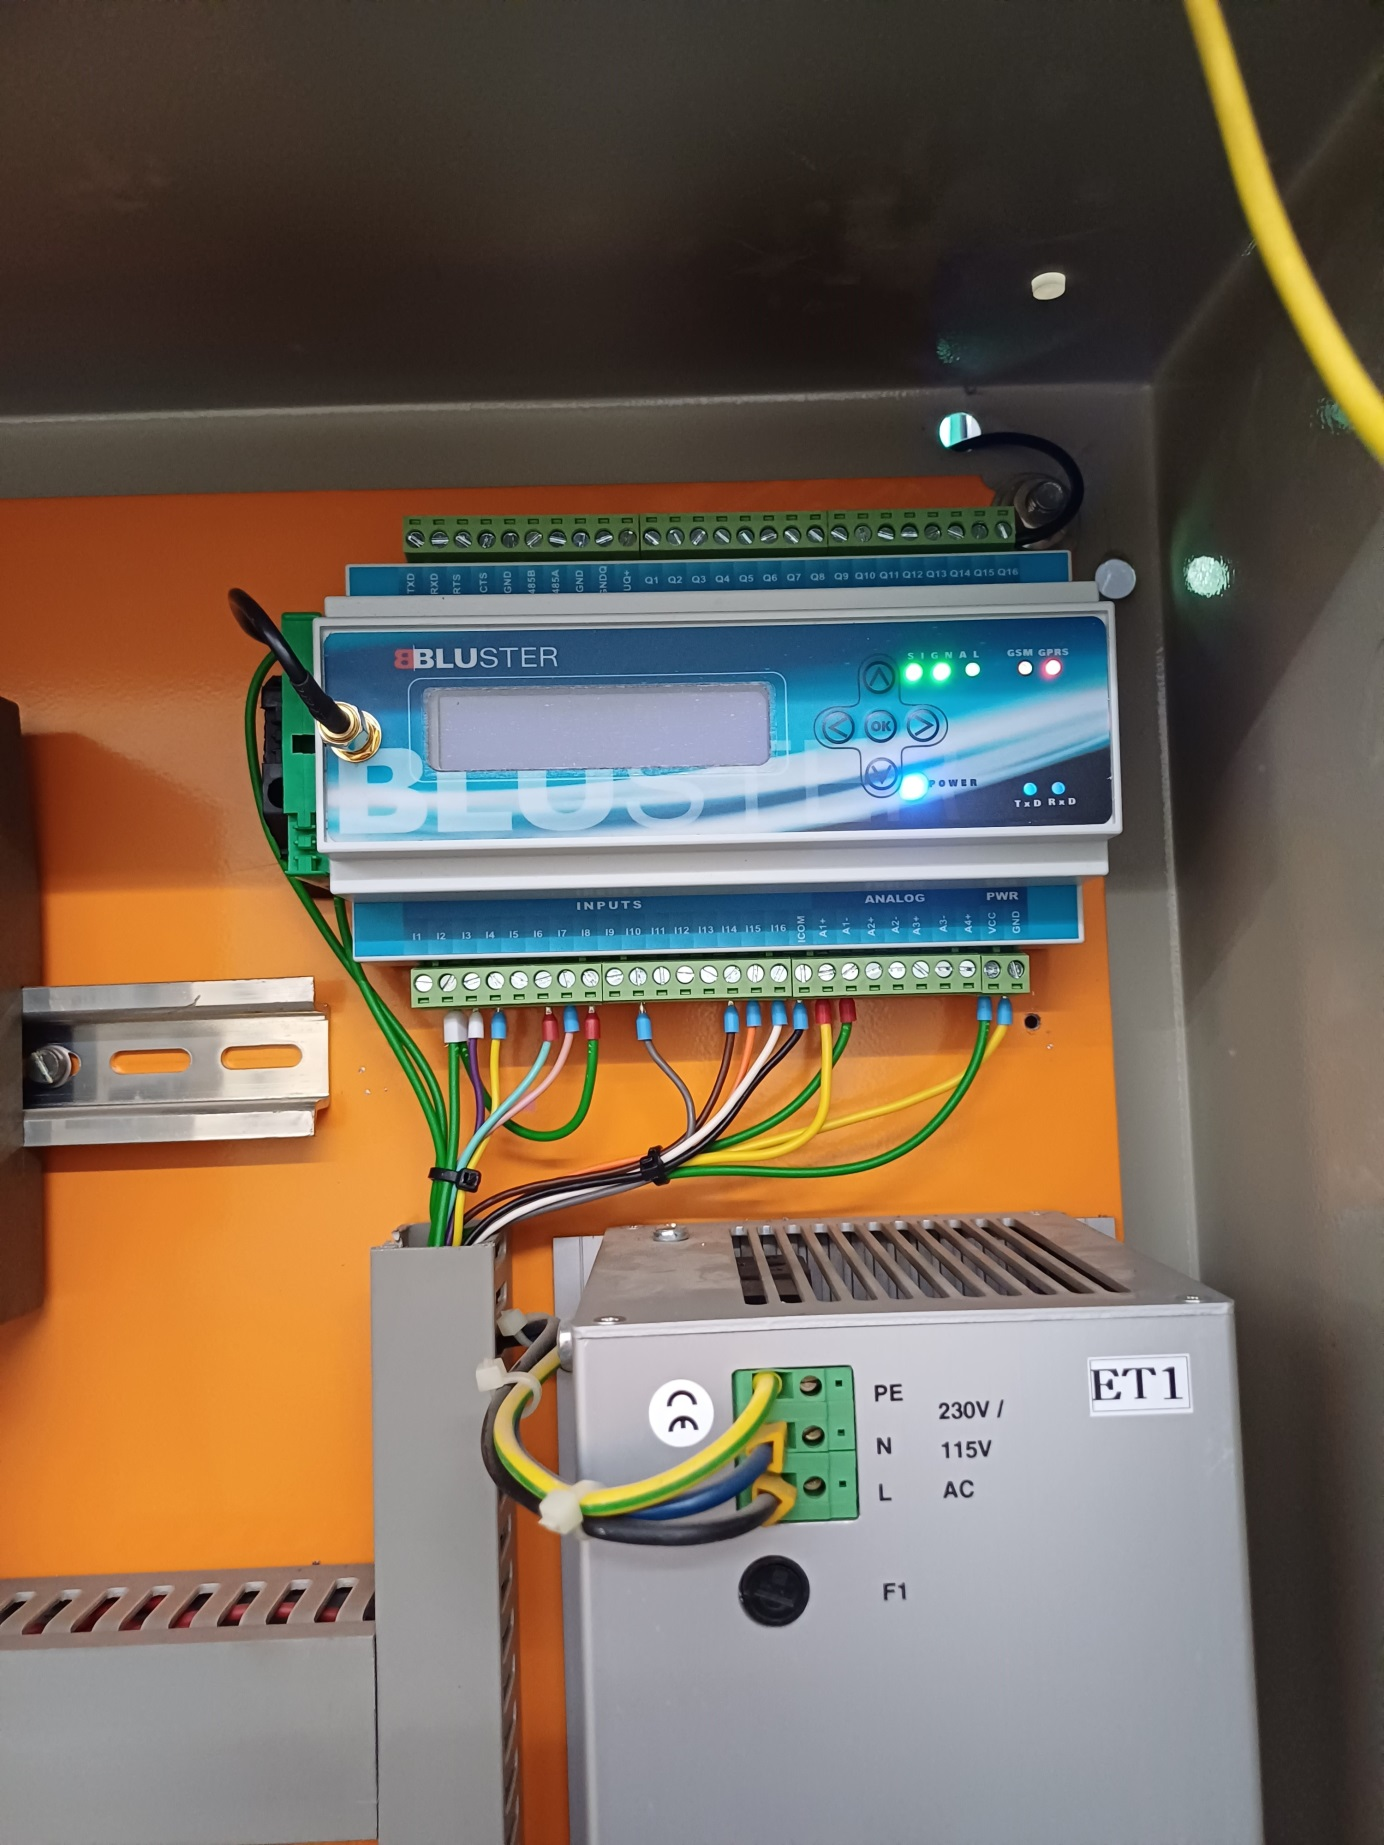 TXD RXD RTS CTS GND 485B 485A GND GNDQ UQ+ Q1 Q2 Q3 Q4 Q5 Q6 Q7 Q8 Q9 Q10 Q11 Q12 Q13 Q14 Q15 Q16
BBLUSTER
SIGNAL
GSM GPRS
OK
BLUSTER
POWER
TxD RxD
INPUTS
ANALOG
PWR
I1 I2 I3 I4 I5 I6 I7 I8 I9 I10 I11 I12 I13 I14 I15 I16 ICOM A1+ A1- A2+ A2- A3+ A3- A4+ VCC GND
CE
PE
N
L
230V /
115V
AC
ET1
F1